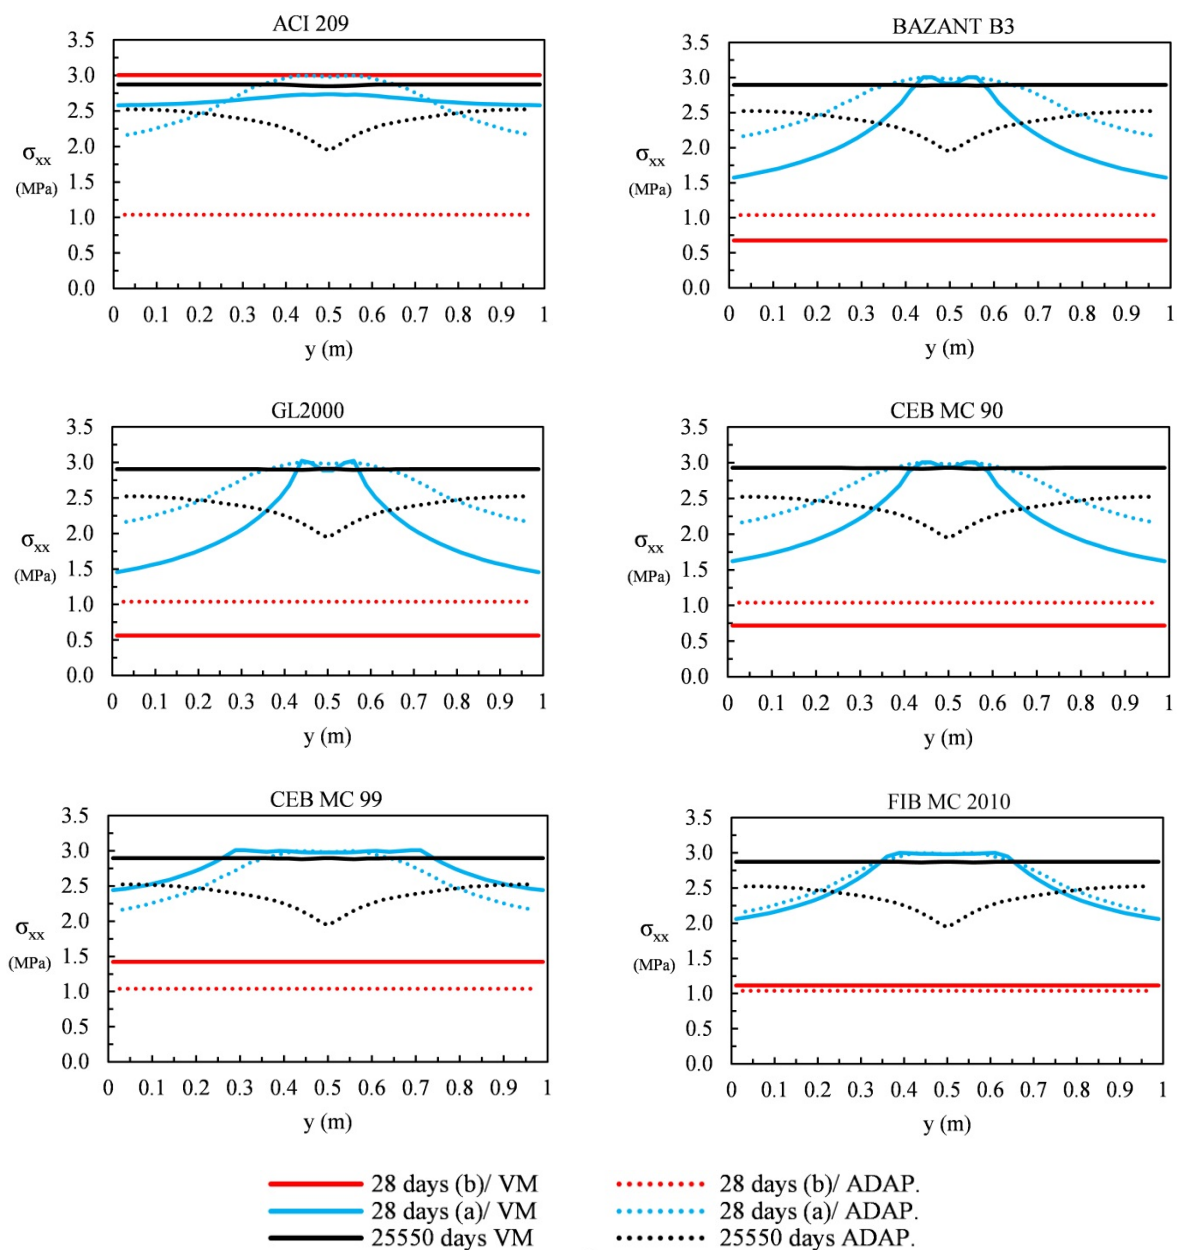 ACI 209
3.5
3.0
2.5
2.0
1.5
1.0
0.5
0.0
σxx
(MPa)
0 0.1 0.2 0.3 0.4 0.5 0.6 0.7 0.8 0.9 1
y (m)
BAZANT B3
3.5
3.0
2.5
2.0
1.5
1.0
0.5
0.0
σxx
(MPa)
0 0.1 0.2 0.3 0.4 0.5 0.6 0.7 0.8 0.9 1
y (m)
GL2000
3.5
3.0
2.5
2.0
1.5
1.0
0.5
0.0
σxx
(MPa)
0 0.1 0.2 0.3 0.4 0.5 0.6 0.7 0.8 0.9 1
y (m)
CEB MC 90
3.5
3.0
2.5
2.0
1.5
1.0
0.5
0.0
σxx
(MPa)
0 0.1 0.2 0.3 0.4 0.5 0.6 0.7 0.8 0.9 1
y (m)
CEB MC 99
3.5
3.0
2.5
2.0
1.5
1.0
0.5
0.0
σxx
(MPa)
0 0.1 0.2 0.3 0.4 0.5 0.6 0.7 0.8 0.9 1
y (m)
FIB MC 2010
3.5
3.0
2.5
2.0
1.5
1.0
0.5
0.0
σxx
(MPa)
0 0.1 0.2 0.3 0.4 0.5 0.6 0.7 0.8 0.9 1
y (m)
28 days (b)/ VM
28 days (a)/ VM
25550 days VM
28 days (b)/ ADAP.
28 days (a)/ ADAP.
25550 days ADAP.